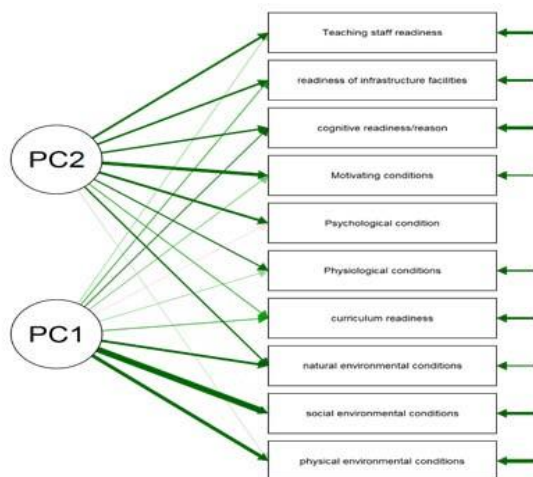 Teaching staff readiness
readiness of infrastructure facilities
cognitive readiness/reason
PC2
Motivating conditions
Psychological condition
Physiological conditions
PC1
curriculum readiness
natural environmental conditions
social environmental conditions
physical environmental conditions